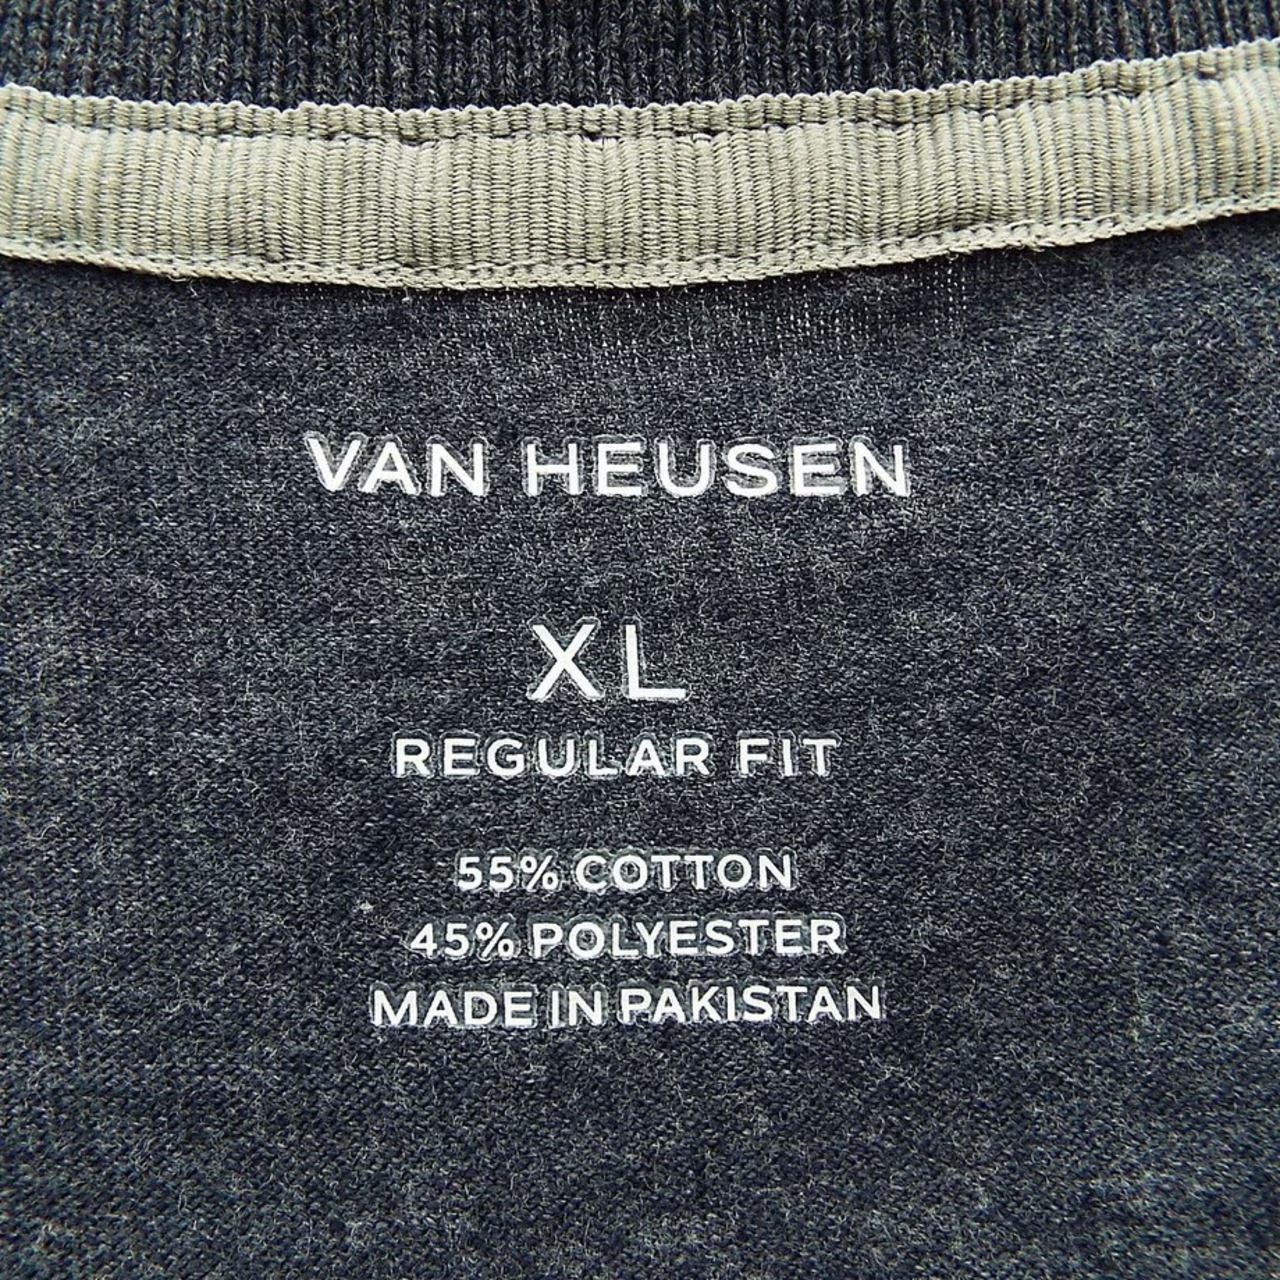 VAN HEUSEN
XL
REGULAR FIT
55% COTTON
45% POLYESTER
MADE IN PAKISTAN